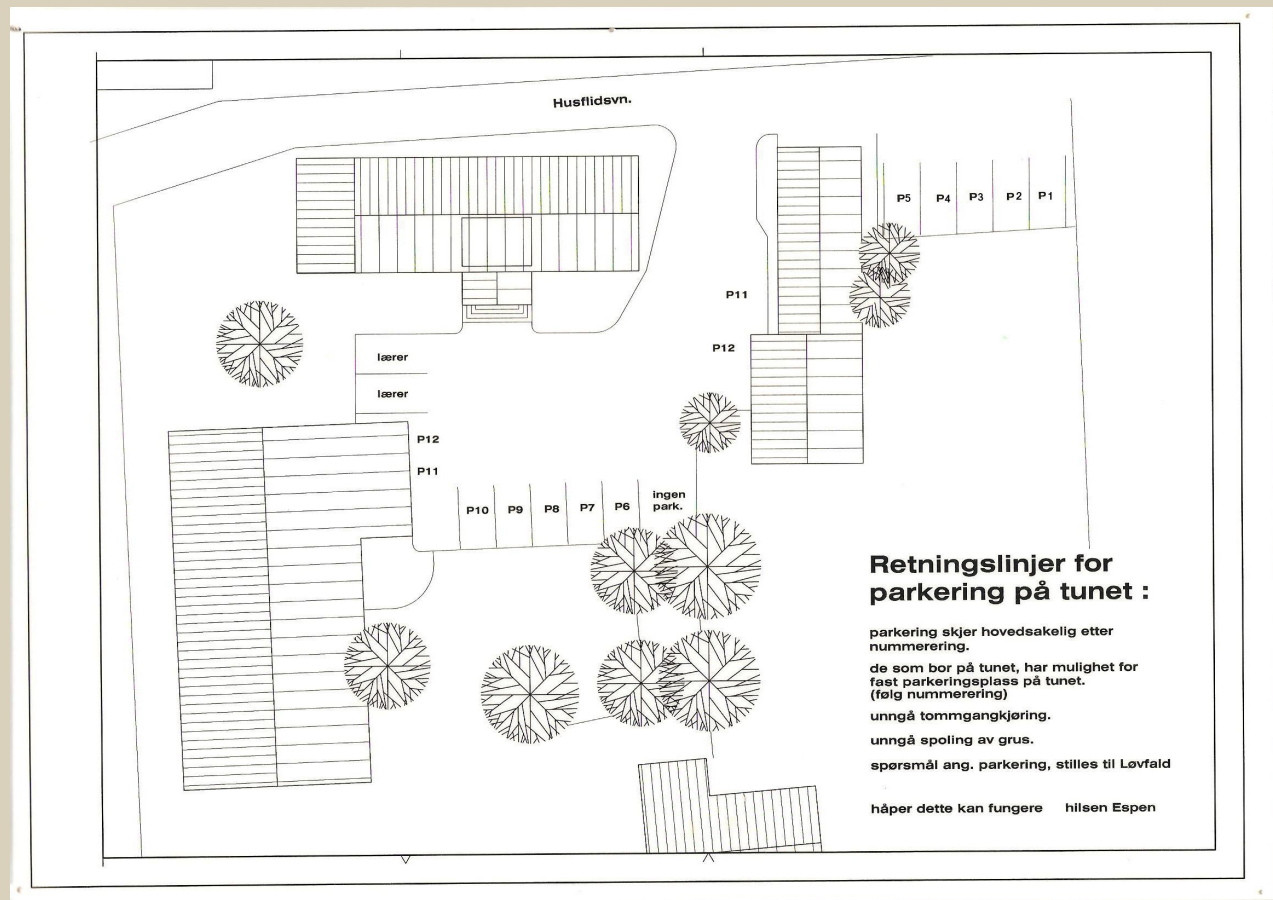 Husflidsvn.
P5 P4 P3 P2 P1
P11
P12
lærer
lærer
P12
P11
P10 P9 P8 P7 P6
ingen
park.
Retningslinjer for
parkering på tunet :
parkering skjer hovedsakelig etter
nummerering.
de som bor på tunet, har mulighet for
fast parkeringsplass på tunet.
(følg nummerering)
unngå tommgangkjøring.
unngå spoling av grus.
spørsmål ang. parkering, stilles til Løvfald
håper dette kan fungere hilsen Espen